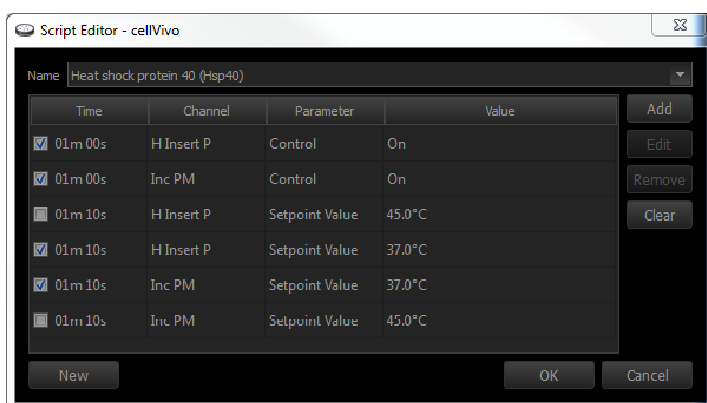 Script Editor - cellVivo
Name Heat shock protein 40 (Hsp40)
Time Channel Parameter Value Add
01m 00s H Insert P Control On Edit
01m 00s Inc PM Control On Remove
01m 10s H Insert P Setpoint Value 45.0°C Clear
01m 10s H Insert P Setpoint Value 37.0°C
01m 10s Inc PM Setpoint Value 37.0°C
01m 10s Inc PM Setpoint Value 45.0°C
New OK Cancel